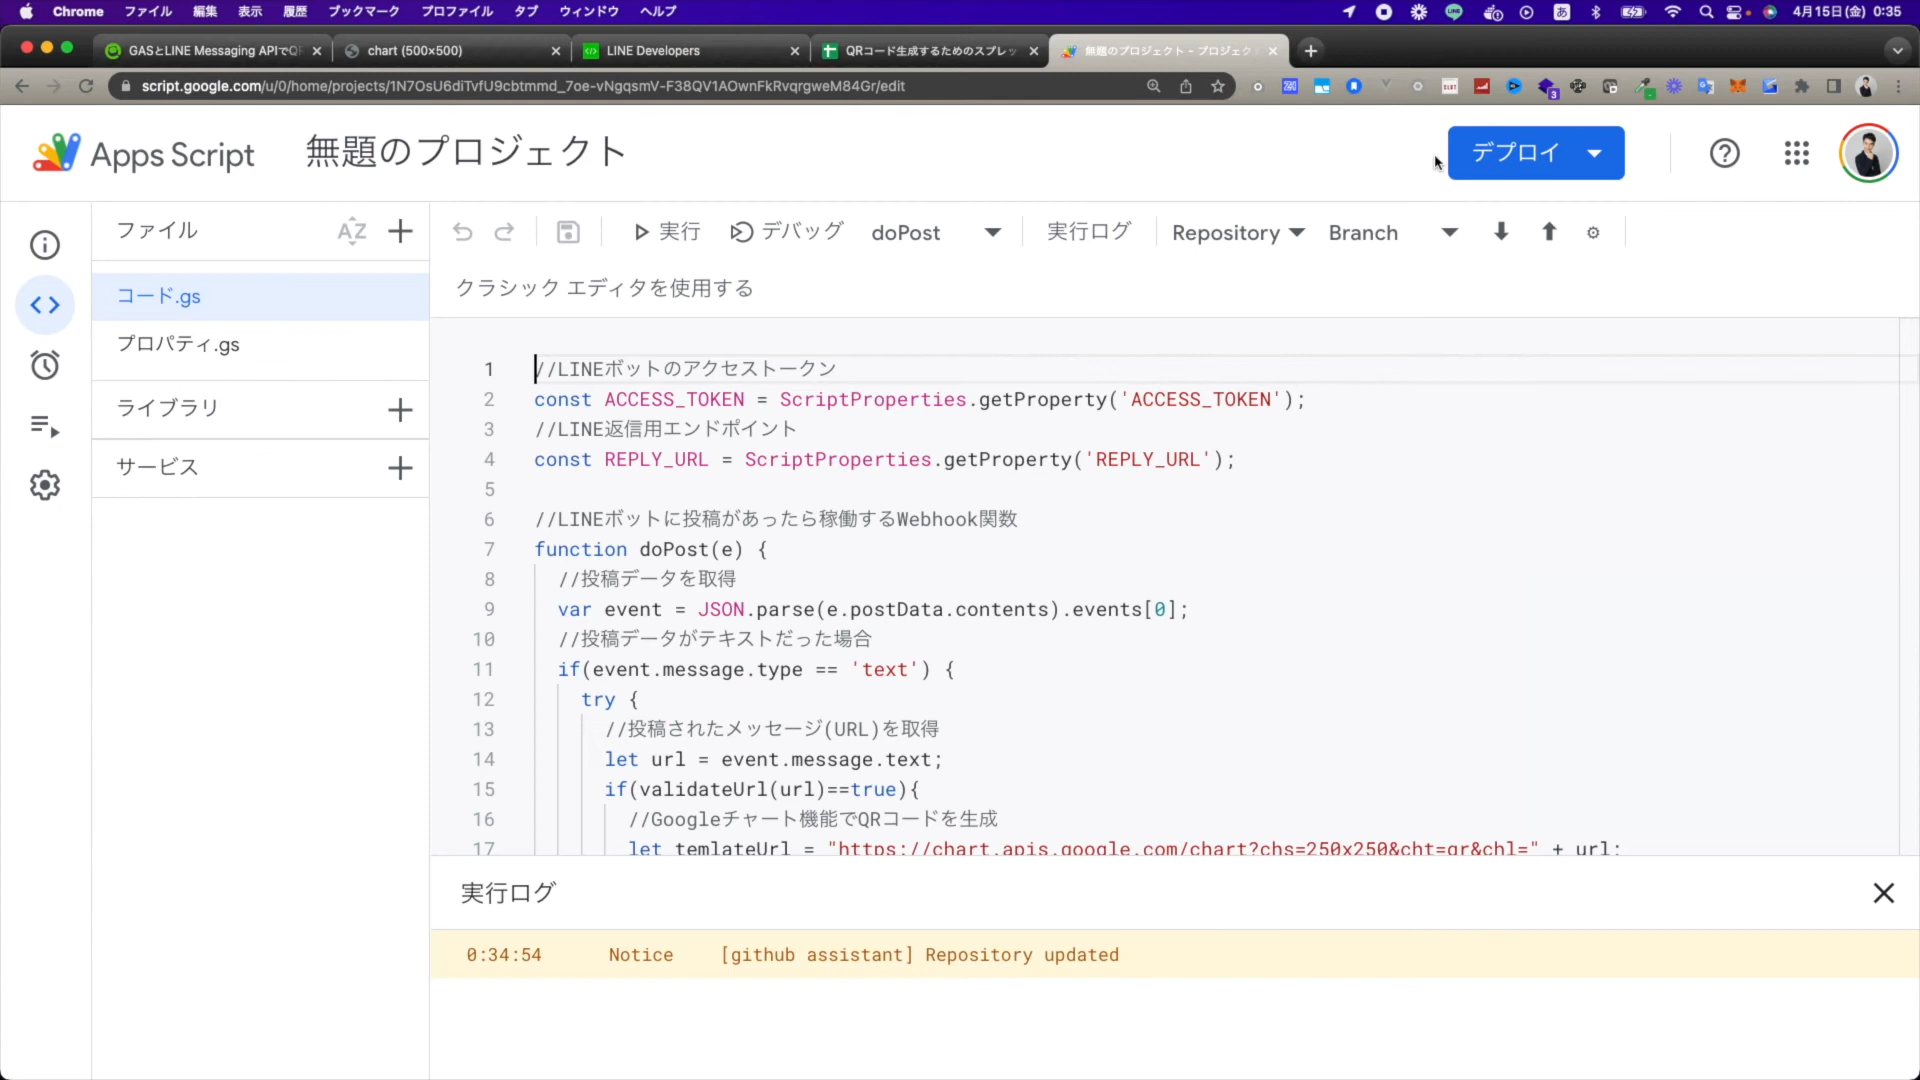 Chrome ファイル 編集 表示 履歴 ブックマーク プロファイル タブ ウィンドウ ヘルプ
4月15日(金) 0:35
GASとLINE Messaging APIでQR
chart (500×500)
LINE Developers
QRコード生成するためのスプレッ
無題のプロジェクト - プロジェク
script.google.com/u/0/home/projects/1N7OsU6diTvfU9cbtmmd_7oe-vNgqsmV-F38QV1AOwnFkRvqrgweM84Gr/edit
Apps Script 無題のプロジェクト
デプロイ
ファイル
コード.gs
プロパティ.gs
ライブラリ
サービス
実行 デバッグ doPost 実行ログ Repository Branch
クラシック エディタを使用する
1 //LINEボットのアクセストークン
2 const ACCESS_TOKEN = ScriptProperties.getProperty('ACCESS_TOKEN');
3 //LINE返信用エンドポイント
4 const REPLY_URL = ScriptProperties.getProperty('REPLY_URL');
5
6 //LINEボットに投稿があったら稼働するWebhook関数
7 function doPost(e) {
8 //投稿データを取得
9 var event = JSON.parse(e.postData.contents).events[0];
10 //投稿データがテキストだった場合
11 if(event.message.type == 'text') {
12 try {
13 //投稿されたメッセージ(URL)を取得
14 let url = event.message.text;
15 if(validateUrl(url)==true){
16 //Googleチャート機能でQRコードを生成
17 let temlateUrl = "https://chart.apis.google.com/chart?chs=250x250&cht=qr&chl=" + url;
実行ログ
0:34:54 Notice [github assistant] Repository updated